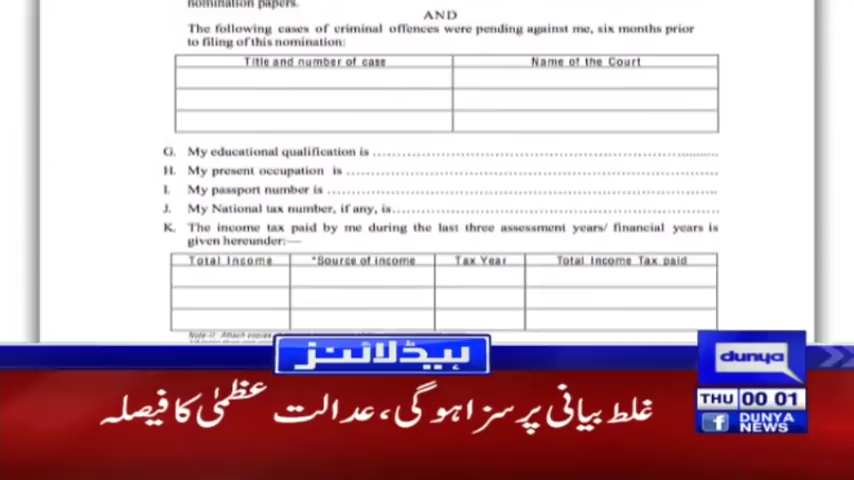 nomination papers.
AND
The following cases of criminal offences were pending against me, six months prior
to filing of this nomination:
Title and number of case Name of the Court
G. My educational qualification is ................................................
H. My present occupation is ................................................
I. My passport number is ................................................
J. My National tax number, if any, is................................................
K. The income tax paid by me during the last three assessment years/ financial years is
given hereunder:—
Total Income *Source of income Tax Year Total Income Tax paid
ہیڈلائنز
غلط بیانی پر سزا ہوگی، عدالت عظمیٰ کا فیصلہ
dunya
THU 00 01
f DUNYA
NEWS